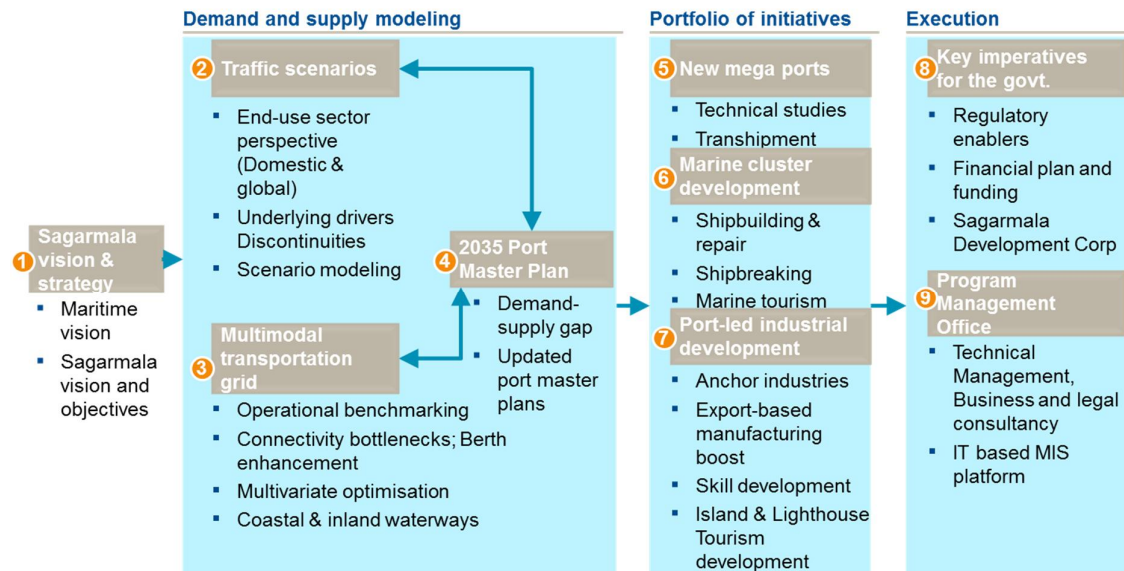 Demand and supply modeling
Portfolio of initiatives
Execution
1
Sagarmala
vision &
strategy
Maritime
vision
Sagarmala
vision and
objectives
2
Traffic scenarios
End-use sector
perspective
(Domestic &
global)
Underlying drivers
Discontinuities
Scenario modeling
3
Multimodal
transportation
grid
Operational benchmarking
Connectivity bottlenecks; Berth
enhancement
Multivariate optimisation
Coastal & inland waterways
4
2035 Port
Master Plan
Demand-
supply gap
Updated
port master
plans
5
New mega ports
Technical studies
Transhipment
6
Marine cluster
development
Shipbuilding &
repair
Shipbreaking
Marine tourism
7
Port-led industrial
development
Anchor industries
Export-based
manufacturing
boost
Skill development
Island & Lighthouse
Tourism
development
8
Key imperatives
for the govt.
Regulatory
enablers
Financial plan and
funding
Sagarmala
Development Corp
9
Program
Management
Office
Technical
Management,
Business and legal
consultancy
IT based MIS
platform